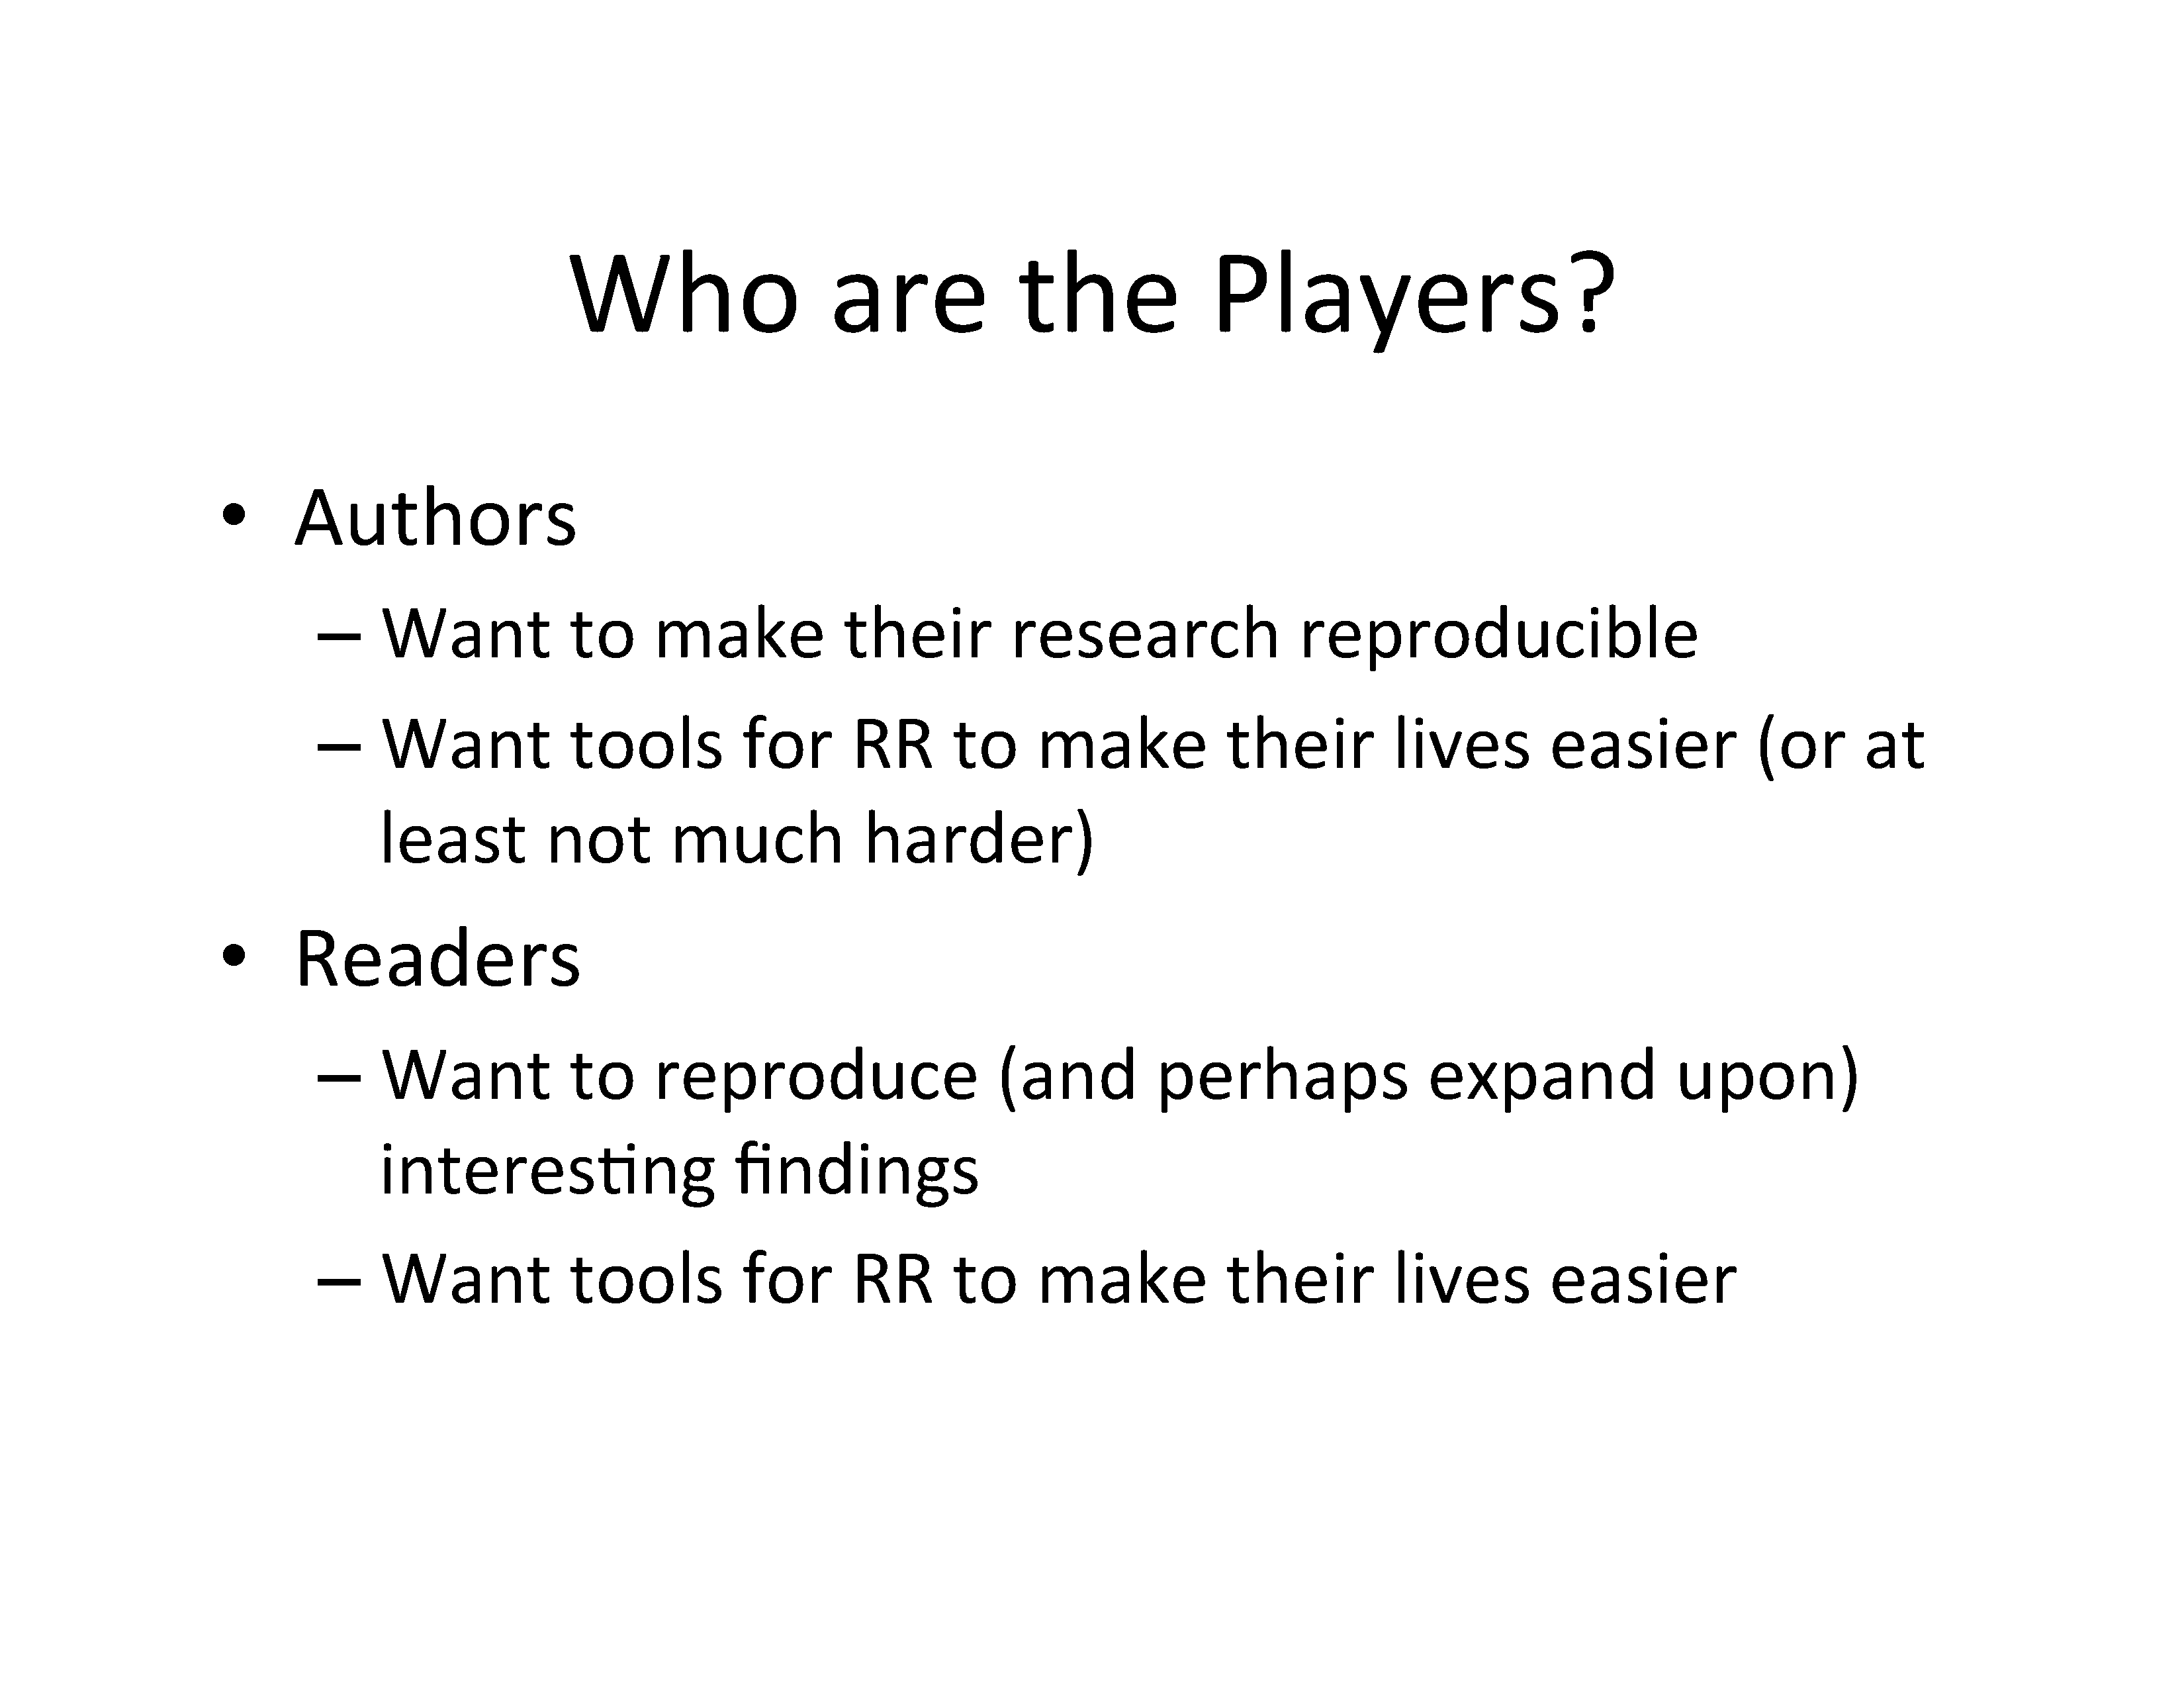 Who are the Players?
• Authors
– Want to make their research reproducible
– Want tools for RR to make their lives easier (or at
least not much harder)
• Readers
– Want to reproduce (and perhaps expand upon)
interesting findings
– Want tools for RR to make their lives easier